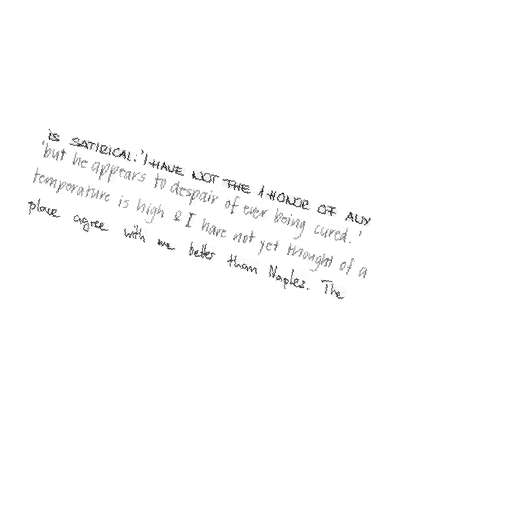 is SATIRICAL: 'I HAVE NOT THE HONOR OF ANY
'but he appears to despair of ever being cured.'
temperature is high & I have not yet thought of a
place agree with me better than Naples. The